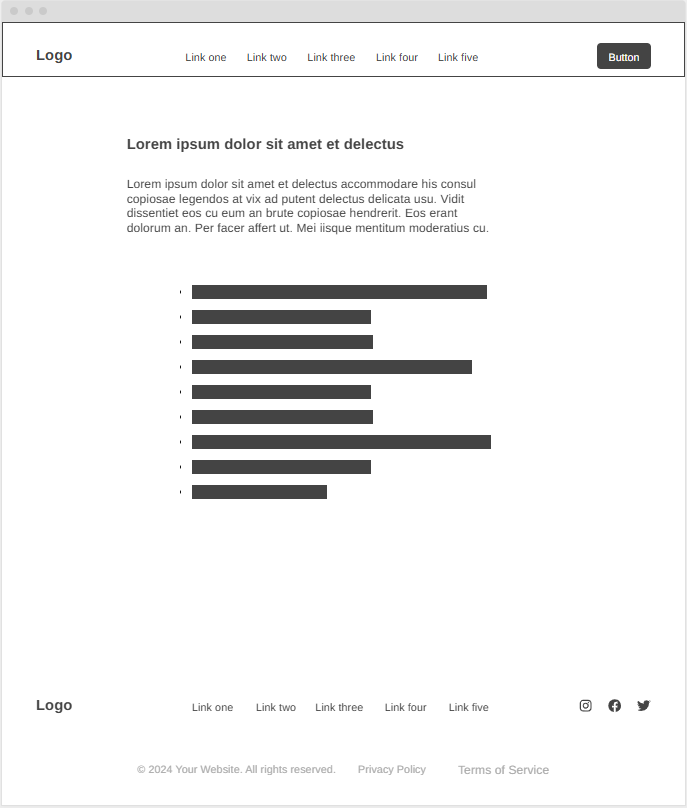 Logo
Link one Link two Link three Link four Link five
Button
Lorem ipsum dolor sit amet et delectus
Lorem ipsum dolor sit amet et delectus accommodare his consul
copiosae legendos at vix ad putent delectus delicata usu. Vidit
dissentiet eos cu eum an brute copiosae hendrerit. Eos erant
dolorum an. Per facer affert ut. Mei iisque mentitum moderatius cu.
Logo
Link one Link two Link three Link four Link five
© 2024 Your Website. All rights reserved. Privacy Policy Terms of Service